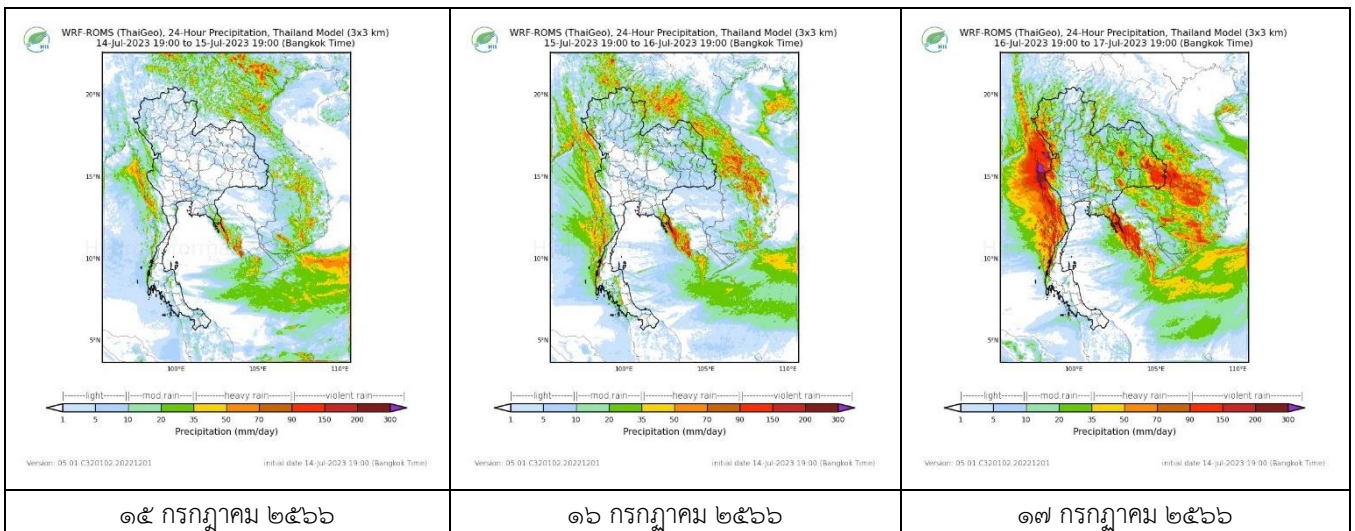 WRF-ROMS (ThaiGeo), 24-Hour Precipitation, Thailand Model (3x3 km)
14-Jul-2023 19:00 to 15-Jul-2023 19:00 (Bangkok Time)
20°N
15°N
10°N
5°N
100°E 105°E 110°E
|------light------||-----mod.rain-----||------heavy rain-----||------violent rain------|
1 5 10 20 35 50 70 90 150 200 300
Precipitation (mm/day)
Version: 05.01.C320102.20221201 initial date 14-Jul-2023 19:00 (Bangkok Time)
๑๕ กรกฎาคม ๒๕๖๖
WRF-ROMS (ThaiGeo), 24-Hour Precipitation, Thailand Model (3x3 km)
15-Jul-2023 19:00 to 16-Jul-2023 19:00 (Bangkok Time)
20°N
15°N
10°N
5°N
100°E 105°E 110°E
|------light------||-----mod.rain-----||------heavy rain-----||------violent rain------|
1 5 10 20 35 50 70 90 150 200 300
Precipitation (mm/day)
Version: 05.01.C320102.20221201 initial date 14-Jul-2023 19:00 (Bangkok Time)
๑๖ กรกฎาคม ๒๕๖๖
WRF-ROMS (ThaiGeo), 24-Hour Precipitation, Thailand Model (3x3 km)
16-Jul-2023 19:00 to 17-Jul-2023 19:00 (Bangkok Time)
20°N
15°N
10°N
5°N
100°E 105°E 110°E
|------light------||-----mod.rain-----||------heavy rain-----||------violent rain------|
1 5 10 20 35 50 70 90 150 200 300
Precipitation (mm/day)
Version: 05.01.C320102.20221201 initial date 14-Jul-2023 19:00 (Bangkok Time)
๑๗ กรกฎาคม ๒๕๖๖